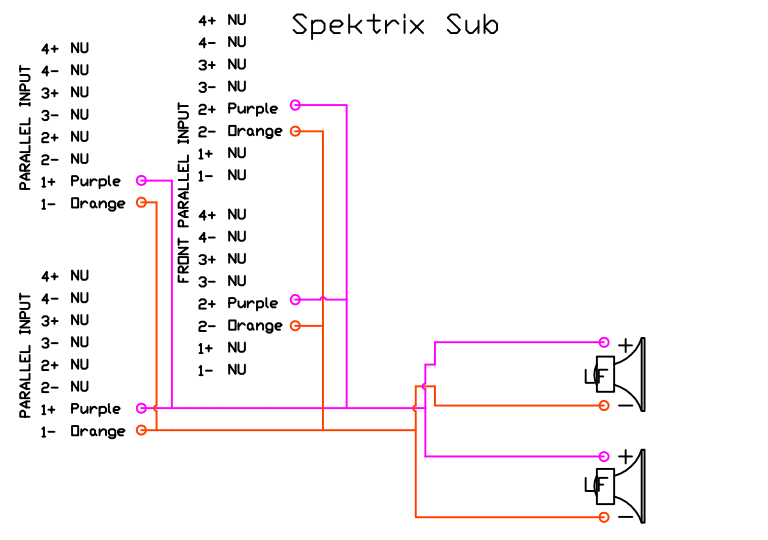 Spektrix Sub
PARALLEL INPUT
4+ NU
4- NU
3+ NU
3- NU
2+ NU
2- NU
1+ Purple
1- Orange
PARALLEL INPUT
4+ NU
4- NU
3+ NU
3- NU
2+ NU
2- NU
1+ Purple
1- Orange
FRONT PARALLEL INPUT
4+ NU
4- NU
3+ NU
3- NU
2+ Purple
2- Orange
1+ NU
1- NU
4+ NU
4- NU
3+ NU
3- NU
2+ Purple
2- Orange
1+ NU
1- NU
+
LF
-
+
LF
-